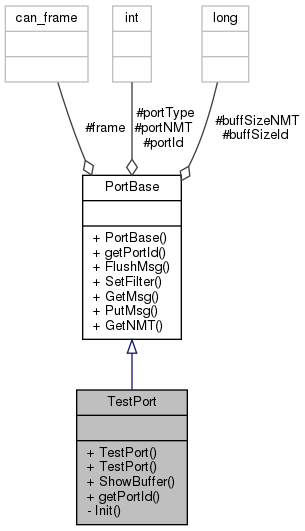 can_frame
int
long
#frame
#portType
#portNMT
#portId
#buffSizeNMT
#buffSizeId
PortBase
+ PortBase()
+ getPortId()
+ FlushMsg()
+ SetFilter()
+ GetMsg()
+ PutMsg()
+ GetNMT()
TestPort
+ TestPort()
+ TestPort()
+ ShowBuffer()
+ getPortId()
- Init()